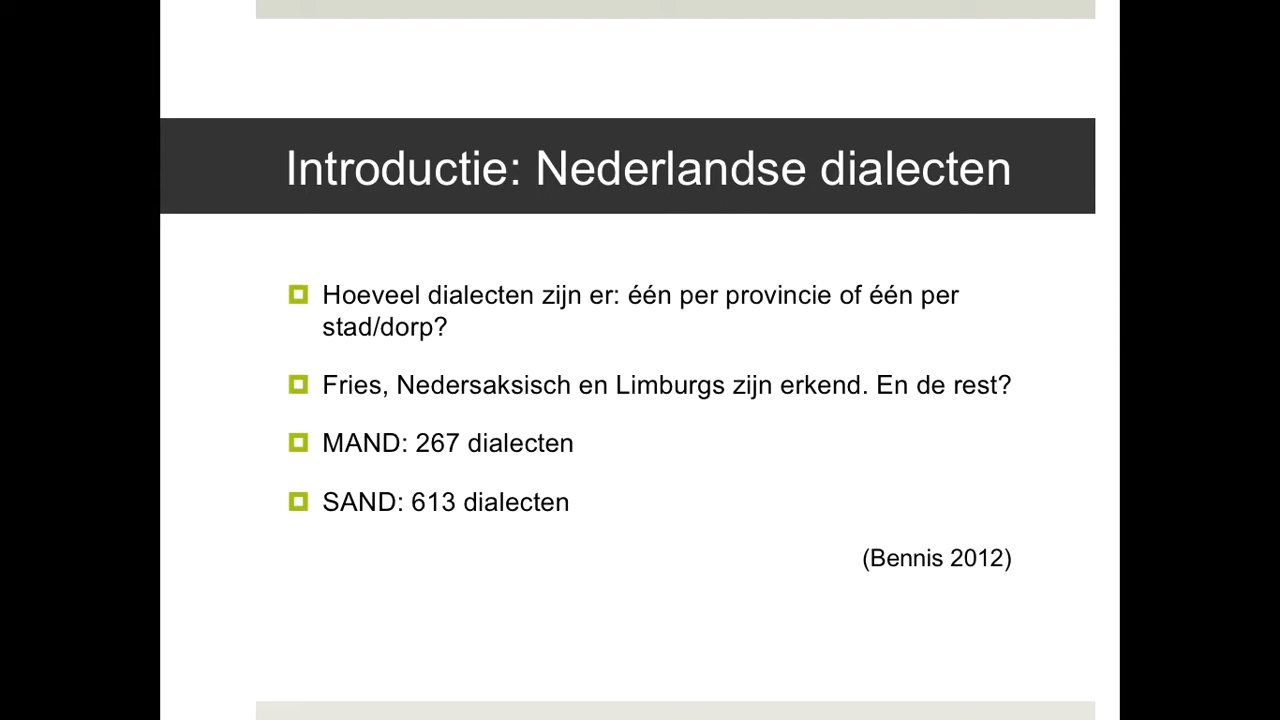 Introductie: Nederlandse dialecten
Hoeveel dialecten zijn er: één per provincie of één per
stad/dorp?
Fries, Nedersaksisch en Limburgs zijn erkend. En de rest?
MAND: 267 dialecten
SAND: 613 dialecten
(Bennis 2012)